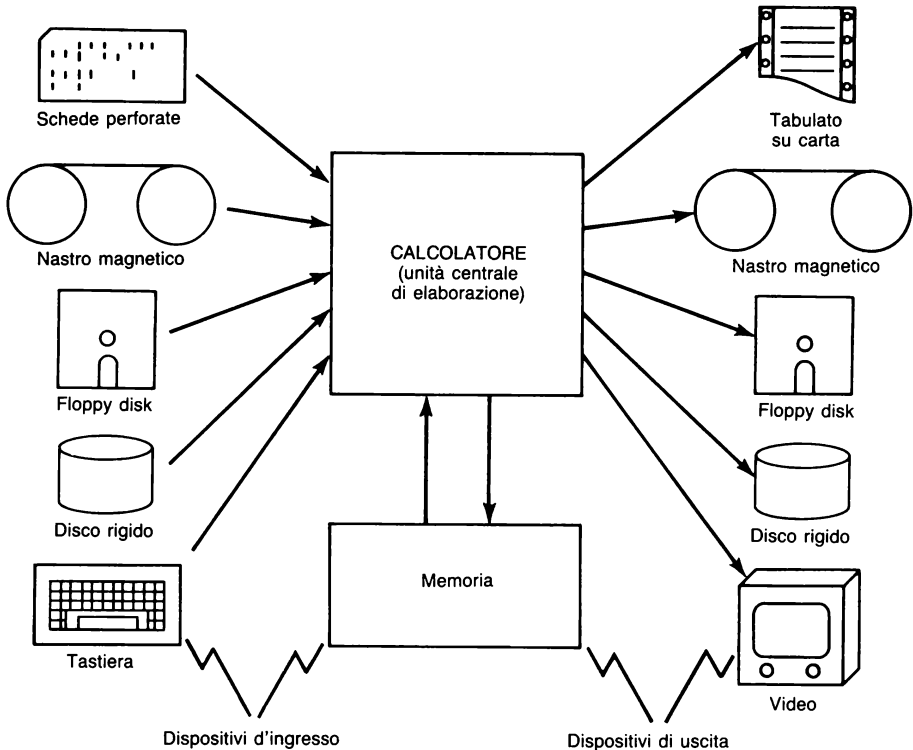 Schede perforate
Nastro magnetico
Floppy disk
Disco rigido
Tastiera
Dispositivi d'ingresso
CALCOLATORE
(unità centrale
di elaborazione)
Memoria
Tabulato
su carta
Nastro magnetico
Floppy disk
Disco rigido
Video
Dispositivi di uscita